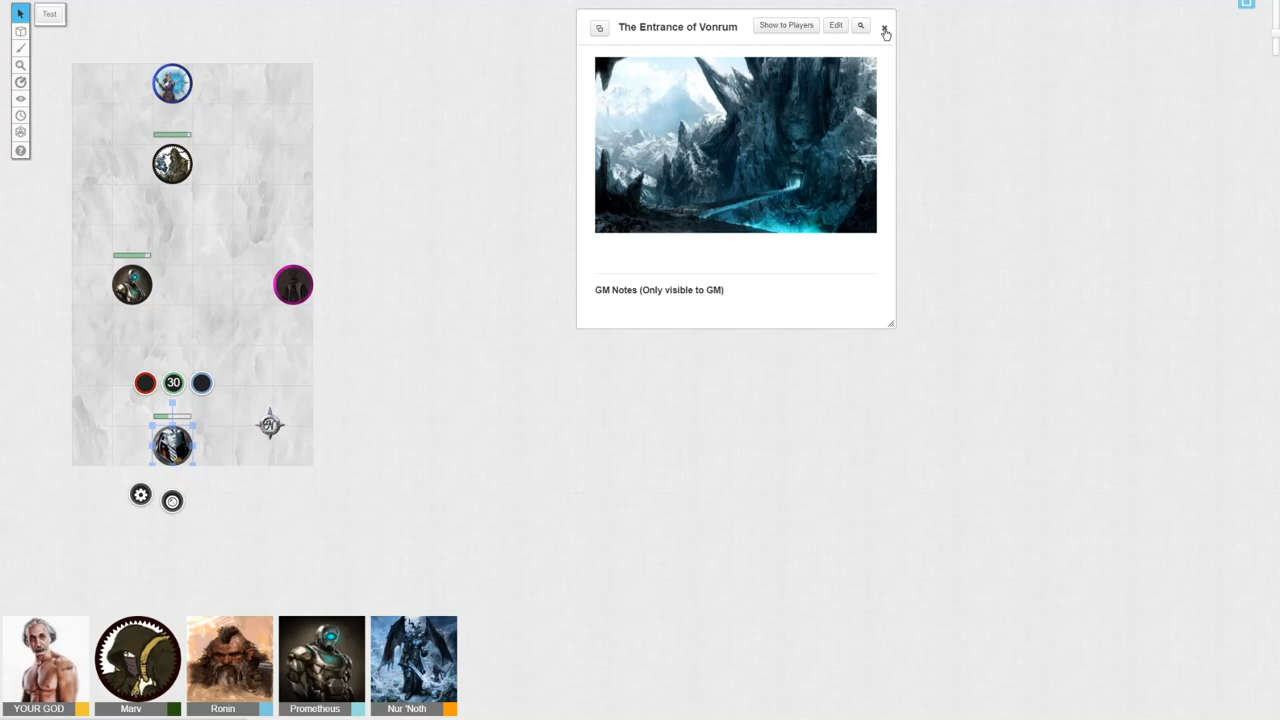 Test
The Entrance of Vonrum
Show to Players
Edit
GM Notes (Only visible to GM)
30
YOUR GOD
Marv
Ronin
Prometheus
Nur 'Noth